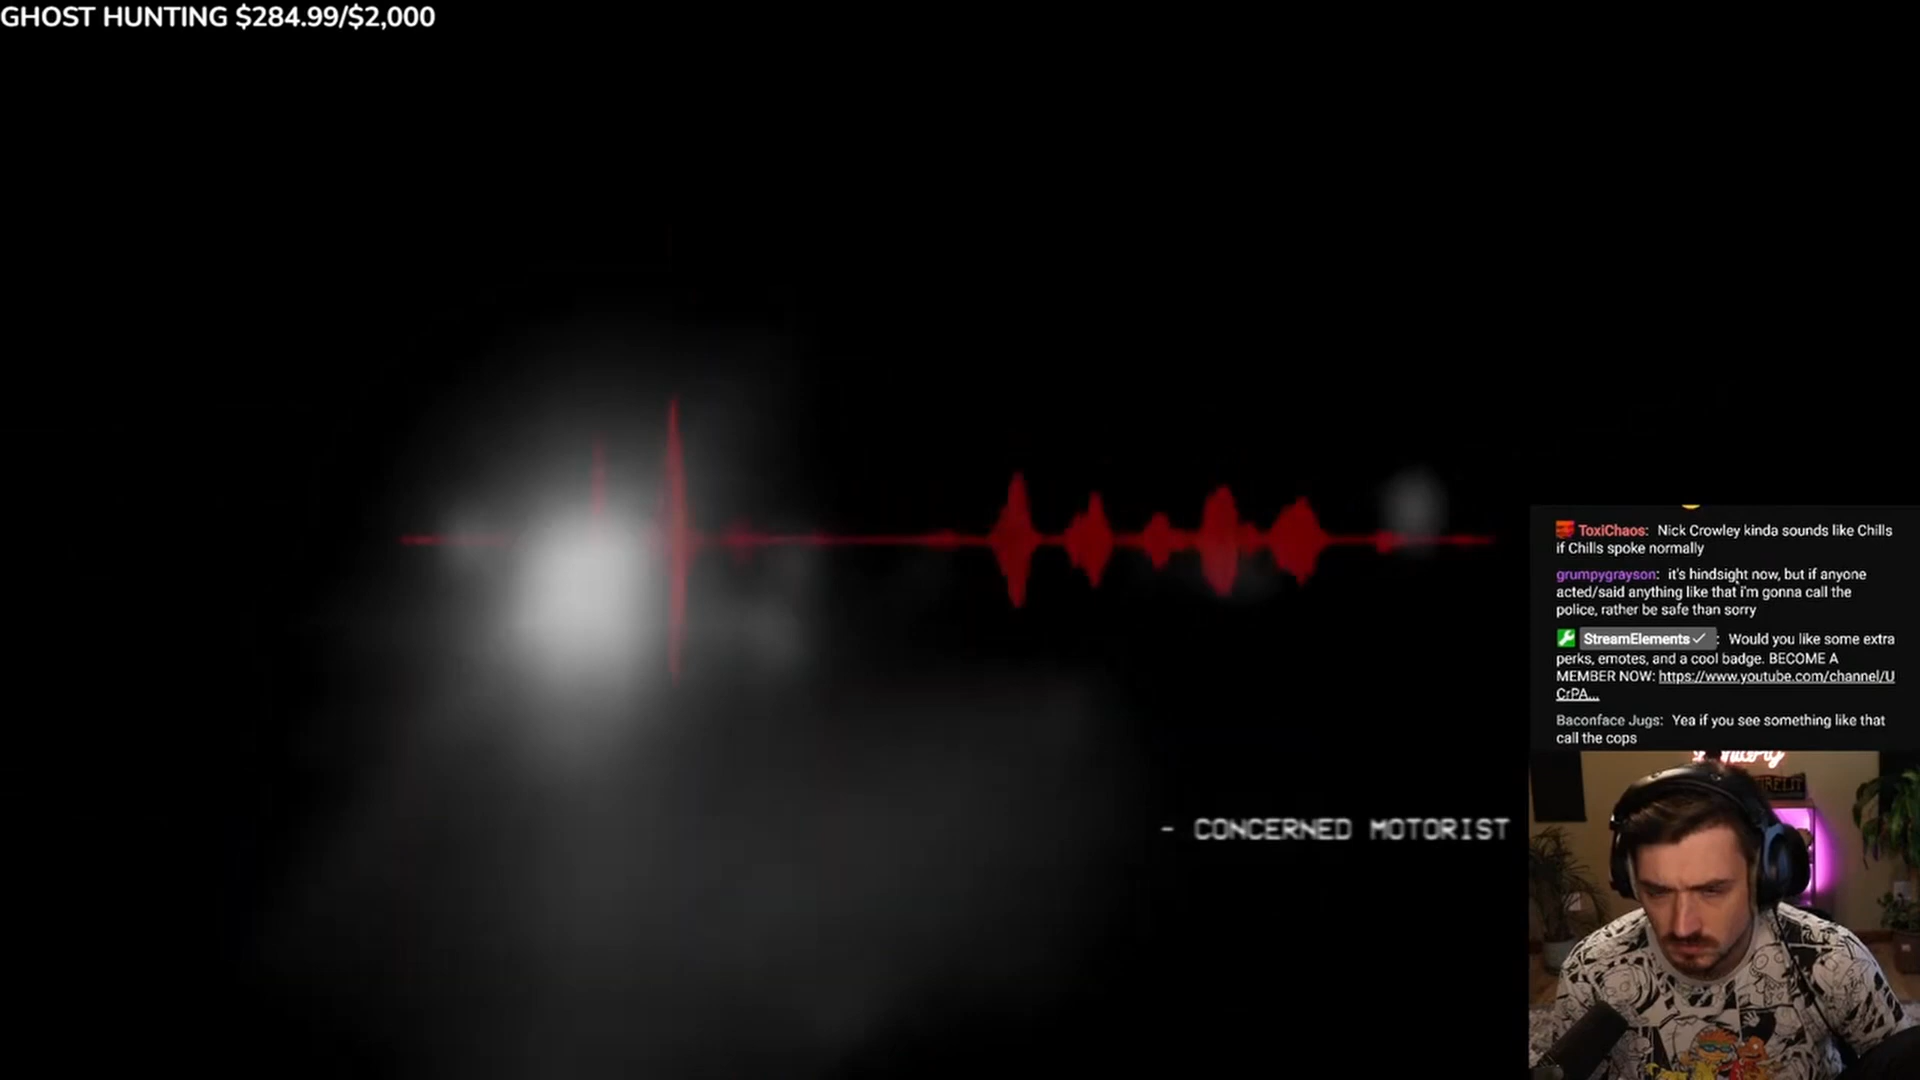 GHOST HUNTING $284.99/$2,000
ToxiChaos: Nick Crowley kinda sounds like Chills
if Chills spoke normally
grumpygrayson: it's hindsight now, but if anyone
acted/said anything like that i'm gonna call the
police, rather be safe than sorry
StreamElements ✓ : Would you like some extra
perks, emotes, and a cool badge. BECOME A
MEMBER NOW: https://www.youtube.com/channel/U
CrPA...
Baconface Jugs: Yea if you see something like that
call the cops
- CONCERNED MOTORIST